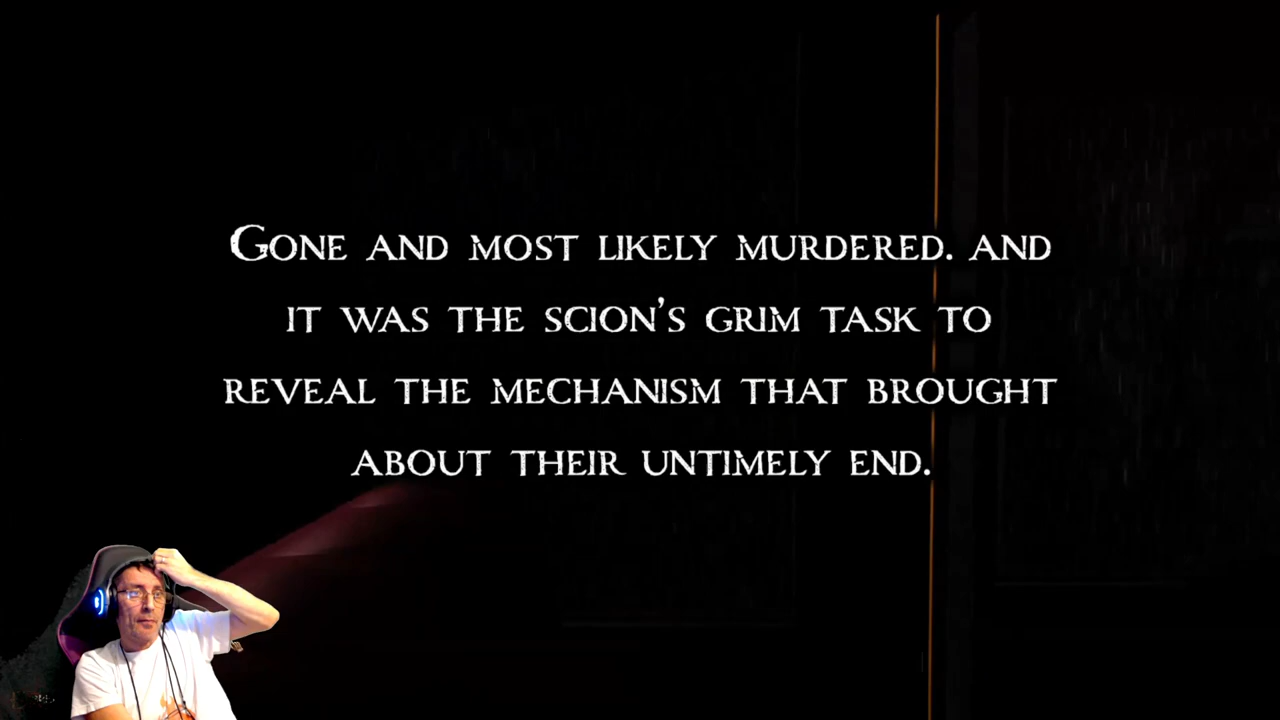 Gone and most likely murdered. and
it was the scion's grim task to
reveal the mechanism that brought
about their untimely end.